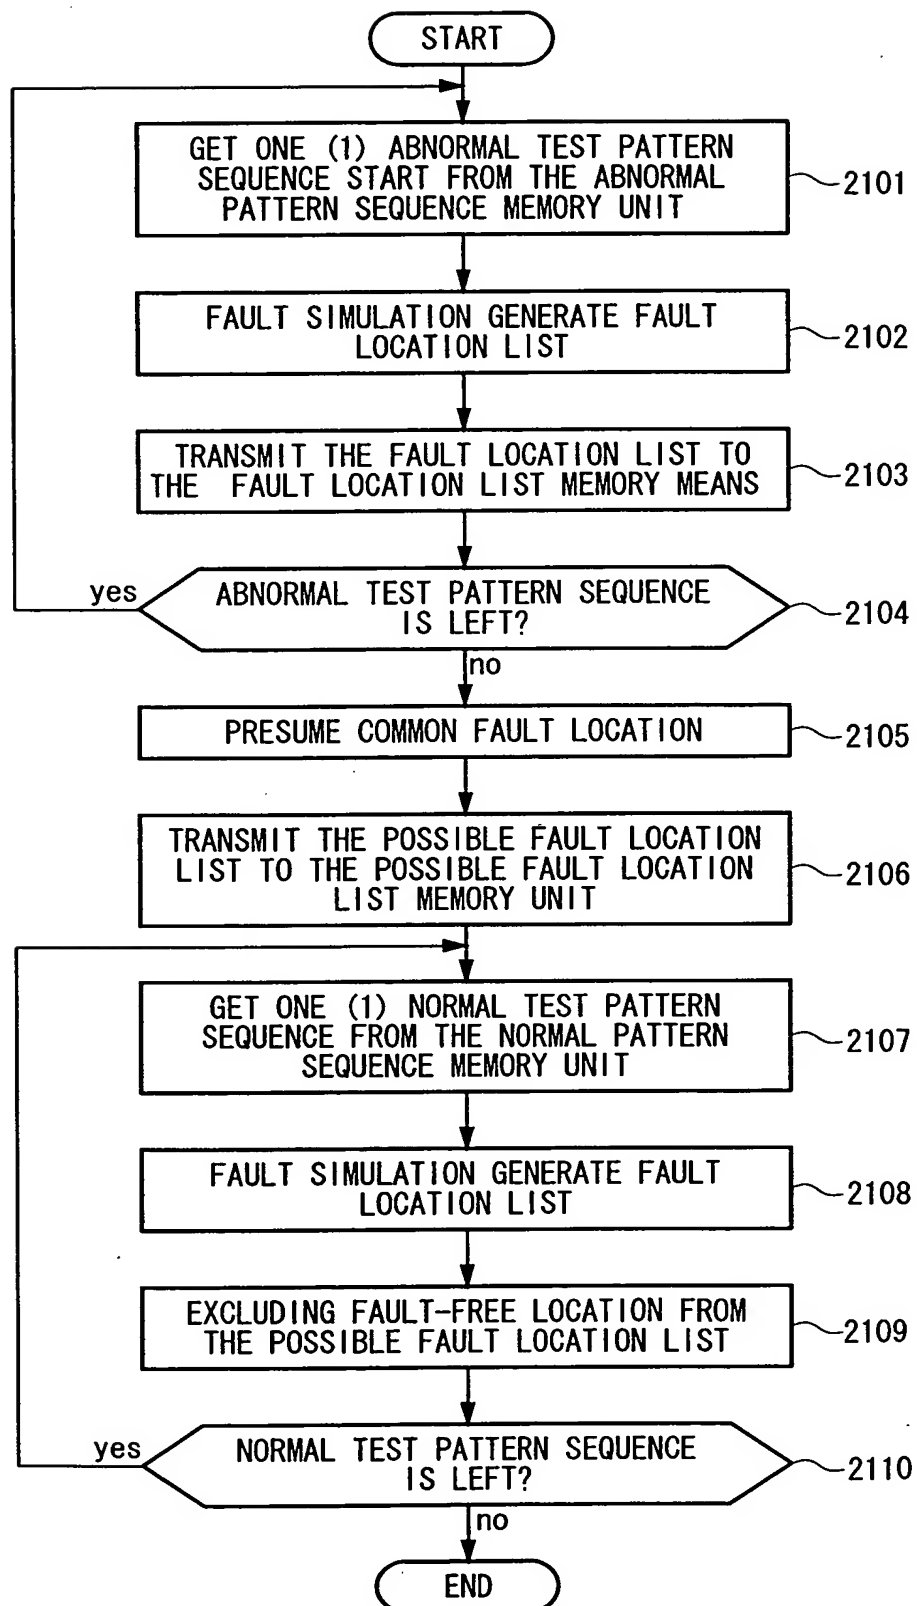 START
GET ONE (1) ABNORMAL TEST PATTERN
SEQUENCE START FROM THE ABNORMAL
PATTERN SEQUENCE MEMORY UNIT
2101
FAULT SIMULATION GENERATE FAULT
LOCATION LIST
2102
TRANSMIT THE FAULT LOCATION LIST TO
THE FAULT LOCATION LIST MEMORY MEANS
2103
yes
ABNORMAL TEST PATTERN SEQUENCE
IS LEFT?
2104
no
PRESUME COMMON FAULT LOCATION
2105
TRANSMIT THE POSSIBLE FAULT LOCATION
LIST TO THE POSSIBLE FAULT LOCATION
LIST MEMORY UNIT
2106
GET ONE (1) NORMAL TEST PATTERN
SEQUENCE FROM THE NORMAL PATTERN
SEQUENCE MEMORY UNIT
2107
FAULT SIMULATION GENERATE FAULT
LOCATION LIST
2108
EXCLUDING FAULT-FREE LOCATION FROM
THE POSSIBLE FAULT LOCATION LIST
2109
yes
NORMAL TEST PATTERN SEQUENCE
IS LEFT?
2110
no
END